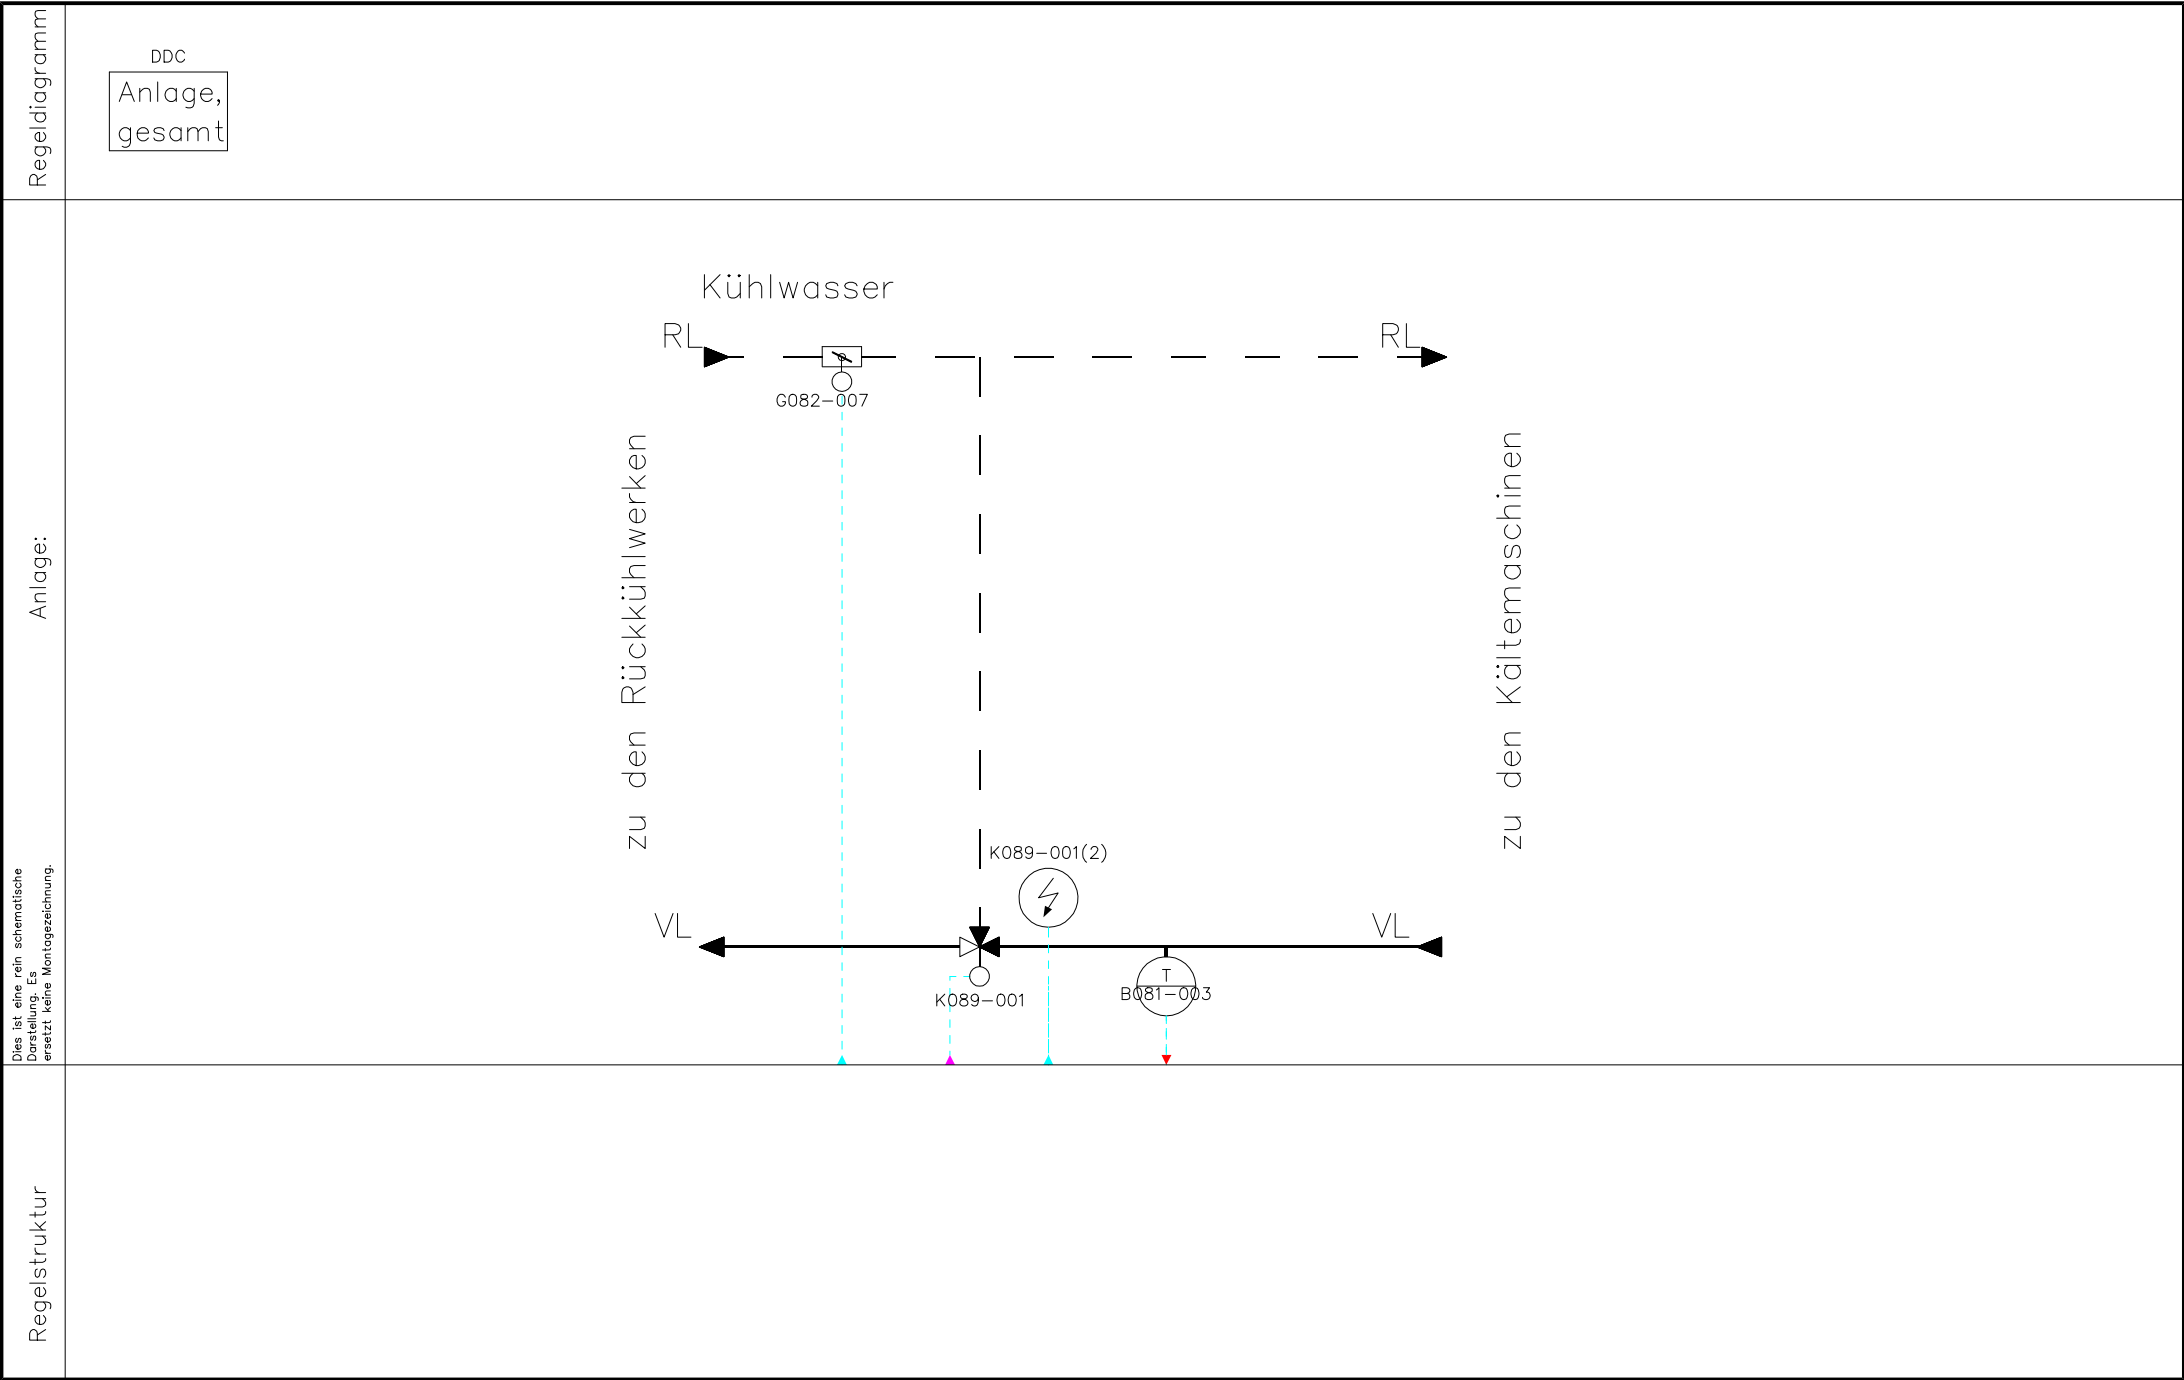 Regeldiagramm
DDC
Anlage,
gesamt
Anlage:
Kühlwasser
RL
RL
G082-007
zu den Rückkühlwerken
zu den Kältemaschinen
K089-001(2)
VL
VL
T
B081-003
K089-001
Dies ist eine rein schematische
Darstellung. Es
ersetzt keine Montagezeichnung.
Regelstruktur